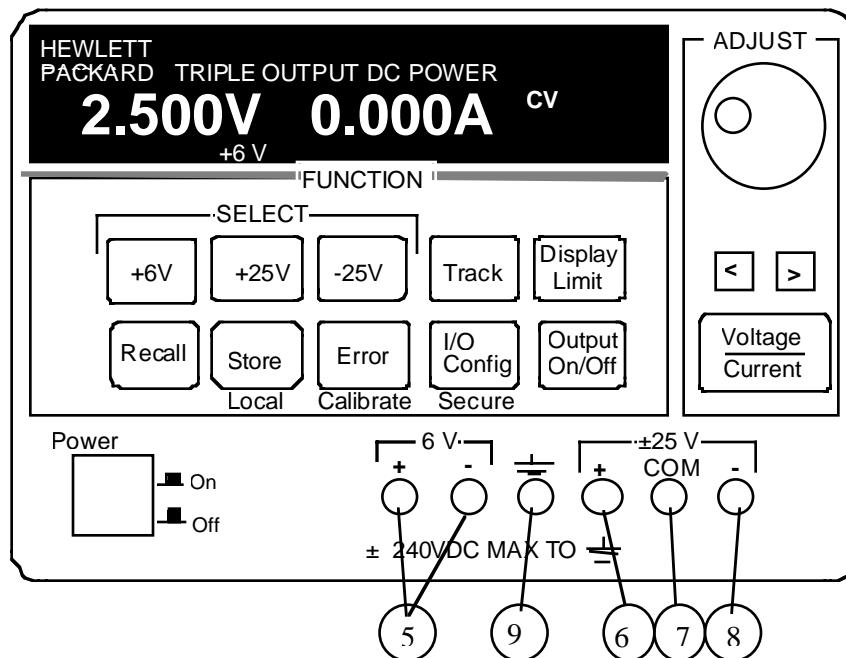 HEWLETT
PACKARD TRIPLE OUTPUT DC POWER
2.500V 0.000A CV
+6 V
ADJUST
FUNCTION
SELECT
+6V +25V -25V Track Display Limit
< >
Recall Store Error I/O Config Output On/Off
Local Calibrate Secure
Voltage
Current
Power
On
Off
6 V ±25 V
+ - + COM -
± 240VDC MAX TO
5 9 6 7 8